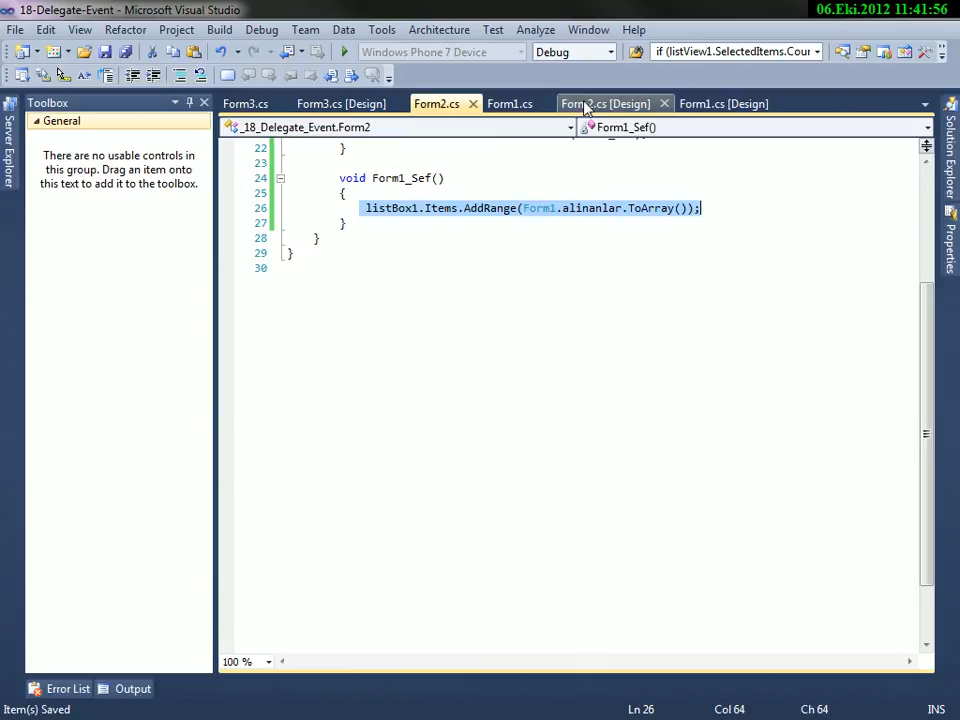 18-Delegate-Event - Microsoft Visual Studio
06.Eki.2012 11:41:56
File Edit View Refactor Project Build Debug Team Data Tools Architecture Test Analyze Window Help
Windows Phone 7 Device Debug if (listView1.SelectedItems.Cour
Toolbox
Form3.cs Form3.cs [Design] Form2.cs Form1.cs Form2.cs [Design] Form1.cs [Design]
General
_18_Delegate_Event.Form2 Form1_Sef()
There are no usable controls in
this group. Drag an item onto
this text to add it to the toolbox.
Server Explorer
Solution Explorer
Properties
22 }
23
24 void Form1_Sef()
25 {
26 listBox1.Items.AddRange(Form1.alinanlar.ToArray());
27 }
28 }
29 }
30
100 %
Error List Output
Item(s) Saved Ln 26 Col 64 Ch 64 INS